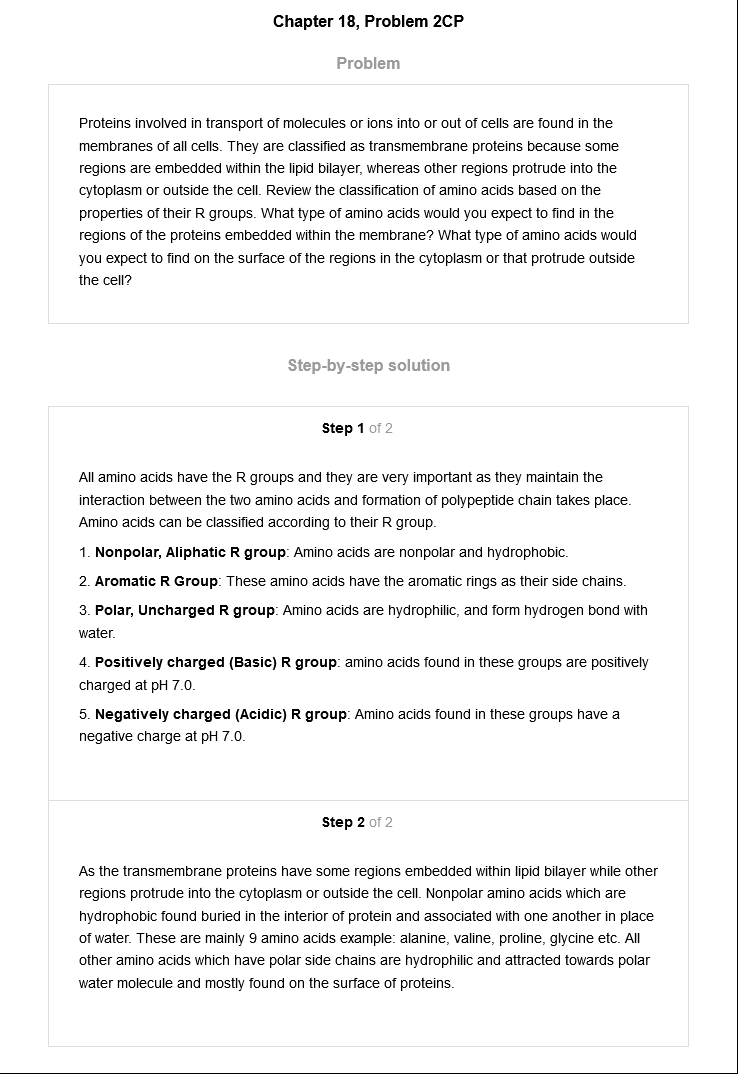 Chapter 18, Problem 2CP
Problem
Proteins involved in transport of molecules or ions into or out of cells are found in the
membranes of all cells. They are classified as transmembrane proteins because some
regions are embedded within the lipid bilayer, whereas other regions protrude into the
cytoplasm or outside the cell. Review the classification of amino acids based on the
properties of their R groups. What type of amino acids would you expect to find in the
regions of the proteins embedded within the membrane? What type of amino acids would
you expect to find on the surface of the regions in the cytoplasm or that protrude outside
the cell?
Step-by-step solution
Step 1 of 2
All amino acids have the R groups and they are very important as they maintain the
interaction between the two amino acids and formation of polypeptide chain takes place.
Amino acids can be classified according to their R group.
1. Nonpolar, Aliphatic R group: Amino acids are nonpolar and hydrophobic.
2. Aromatic R Group: These amino acids have the aromatic rings as their side chains.
3. Polar, Uncharged R group: Amino acids are hydrophilic, and form hydrogen bond with
water.
4. Positively charged (Basic) R group: amino acids found in these groups are positively
charged at pH 7.0.
5. Negatively charged (Acidic) R group: Amino acids found in these groups have a
negative charge at pH 7.0.
Step 2 of 2
As the transmembrane proteins have some regions embedded within lipid bilayer while other
regions protrude into the cytoplasm or outside the cell. Nonpolar amino acids which are
hydrophobic found buried in the interior of protein and associated with one another in place
of water. These are mainly 9 amino acids example: alanine, valine, proline, glycine etc. All
other amino acids which have polar side chains are hydrophilic and attracted towards polar
water molecule and mostly found on the surface of proteins.